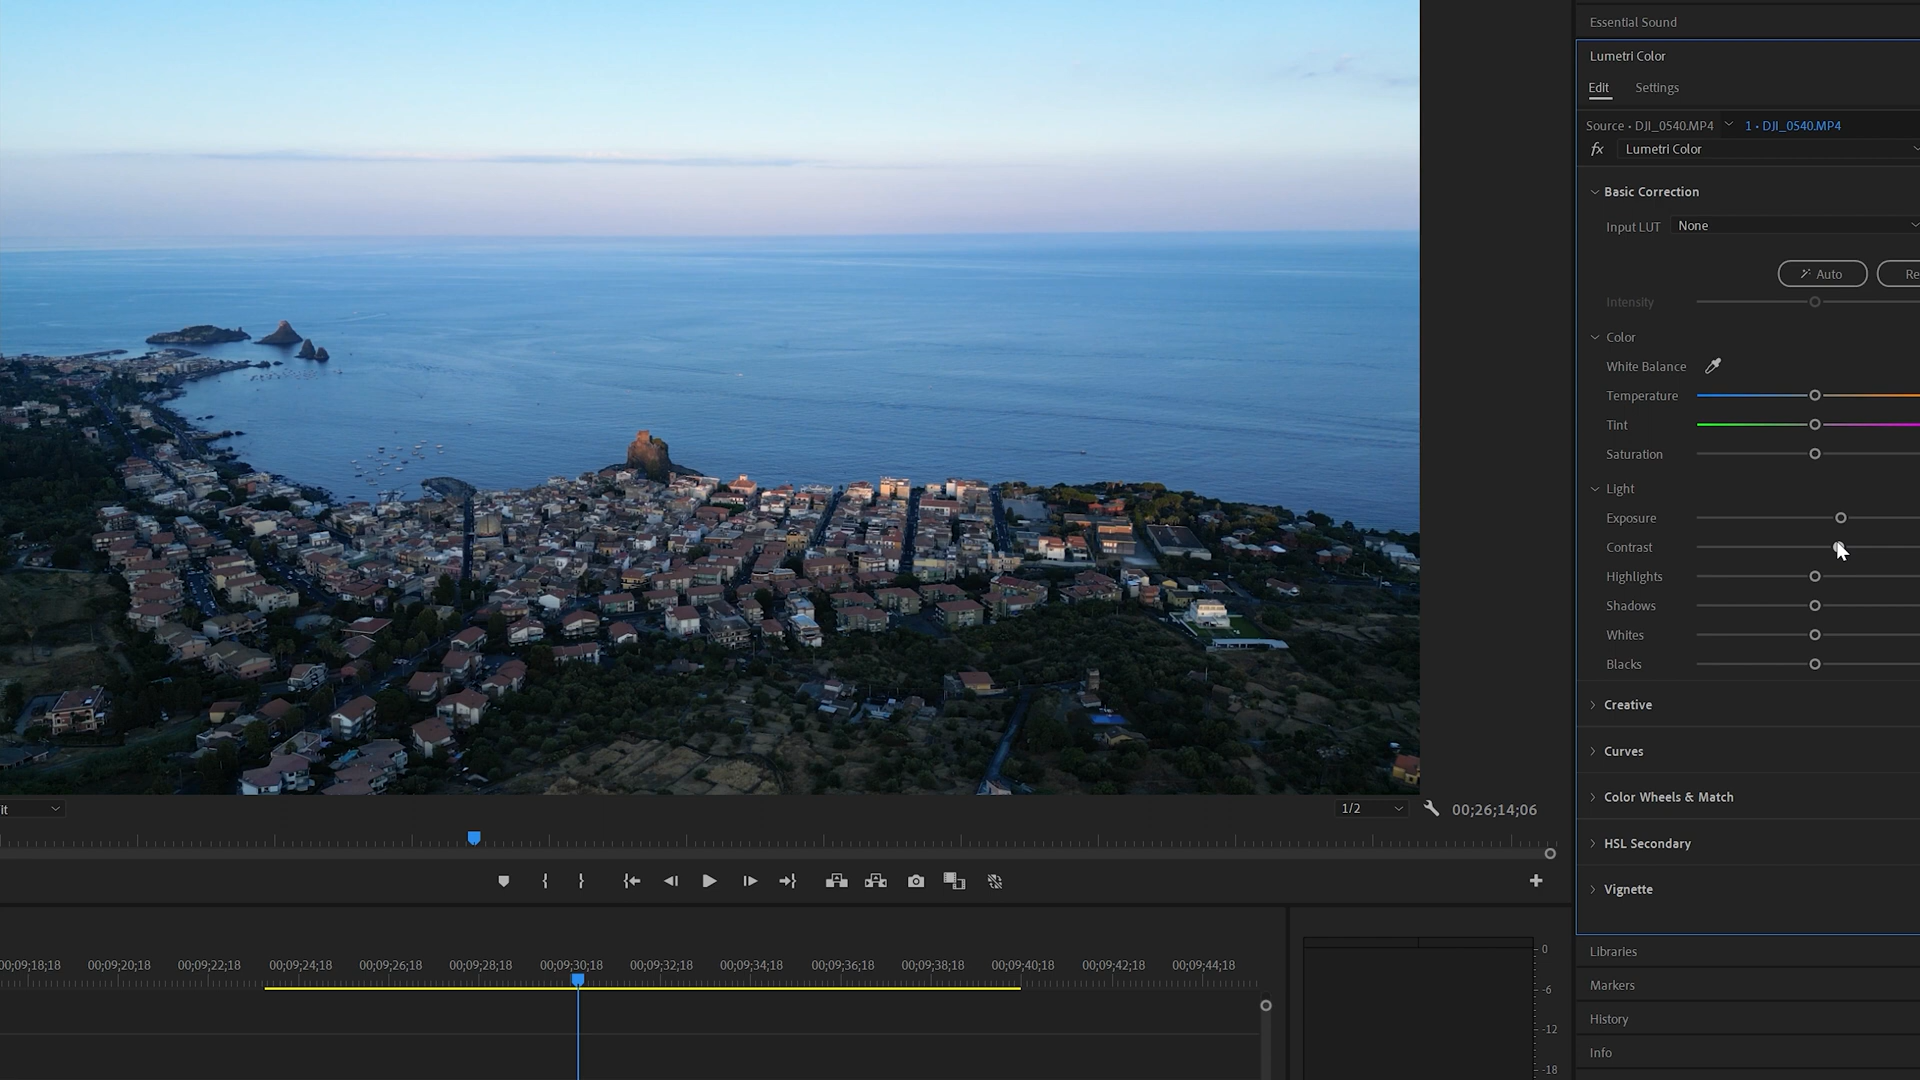 Essential Sound
Lumetri Color
Edit Settings
Source • DJI_0540.MP4 1 • DJI_0540.MP4
fx Lumetri Color
Basic Correction
Input LUT None
Auto Re
Intensity
Color
White Balance
Temperature
Tint
Saturation
Light
Exposure
Contrast
Highlights
Shadows
Whites
Blacks
Creative
Curves
Color Wheels & Match
HSL Secondary
Vignette
it 1/2 00;26;14;06
00;09;18;18 00;09;20;18 00;09;22;18 00;09;24;18 00;09;26;18 00;09;28;18 00;09;30;18 00;09;32;18 00;09;34;18 00;09;36;18 00;09;38;18 00;09;40;18 00;09;42;18 00;09;44;18
0
-6
-12
-18
Libraries
Markers
History
Info